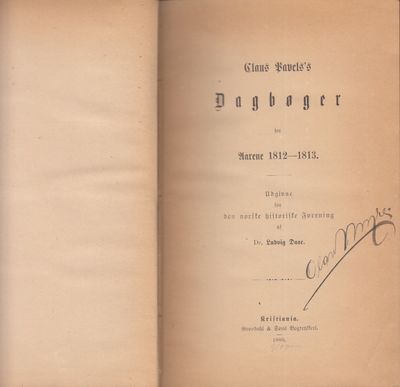 Claus Pavels's
Dagbøger
for
Aarene 1812—1813.
Udgivne
for
den norske historiske Forening
af
Dr. Ludvig Daae.
Kristiania.
Grøndahl & Søns Bogtrykkeri.
Olav